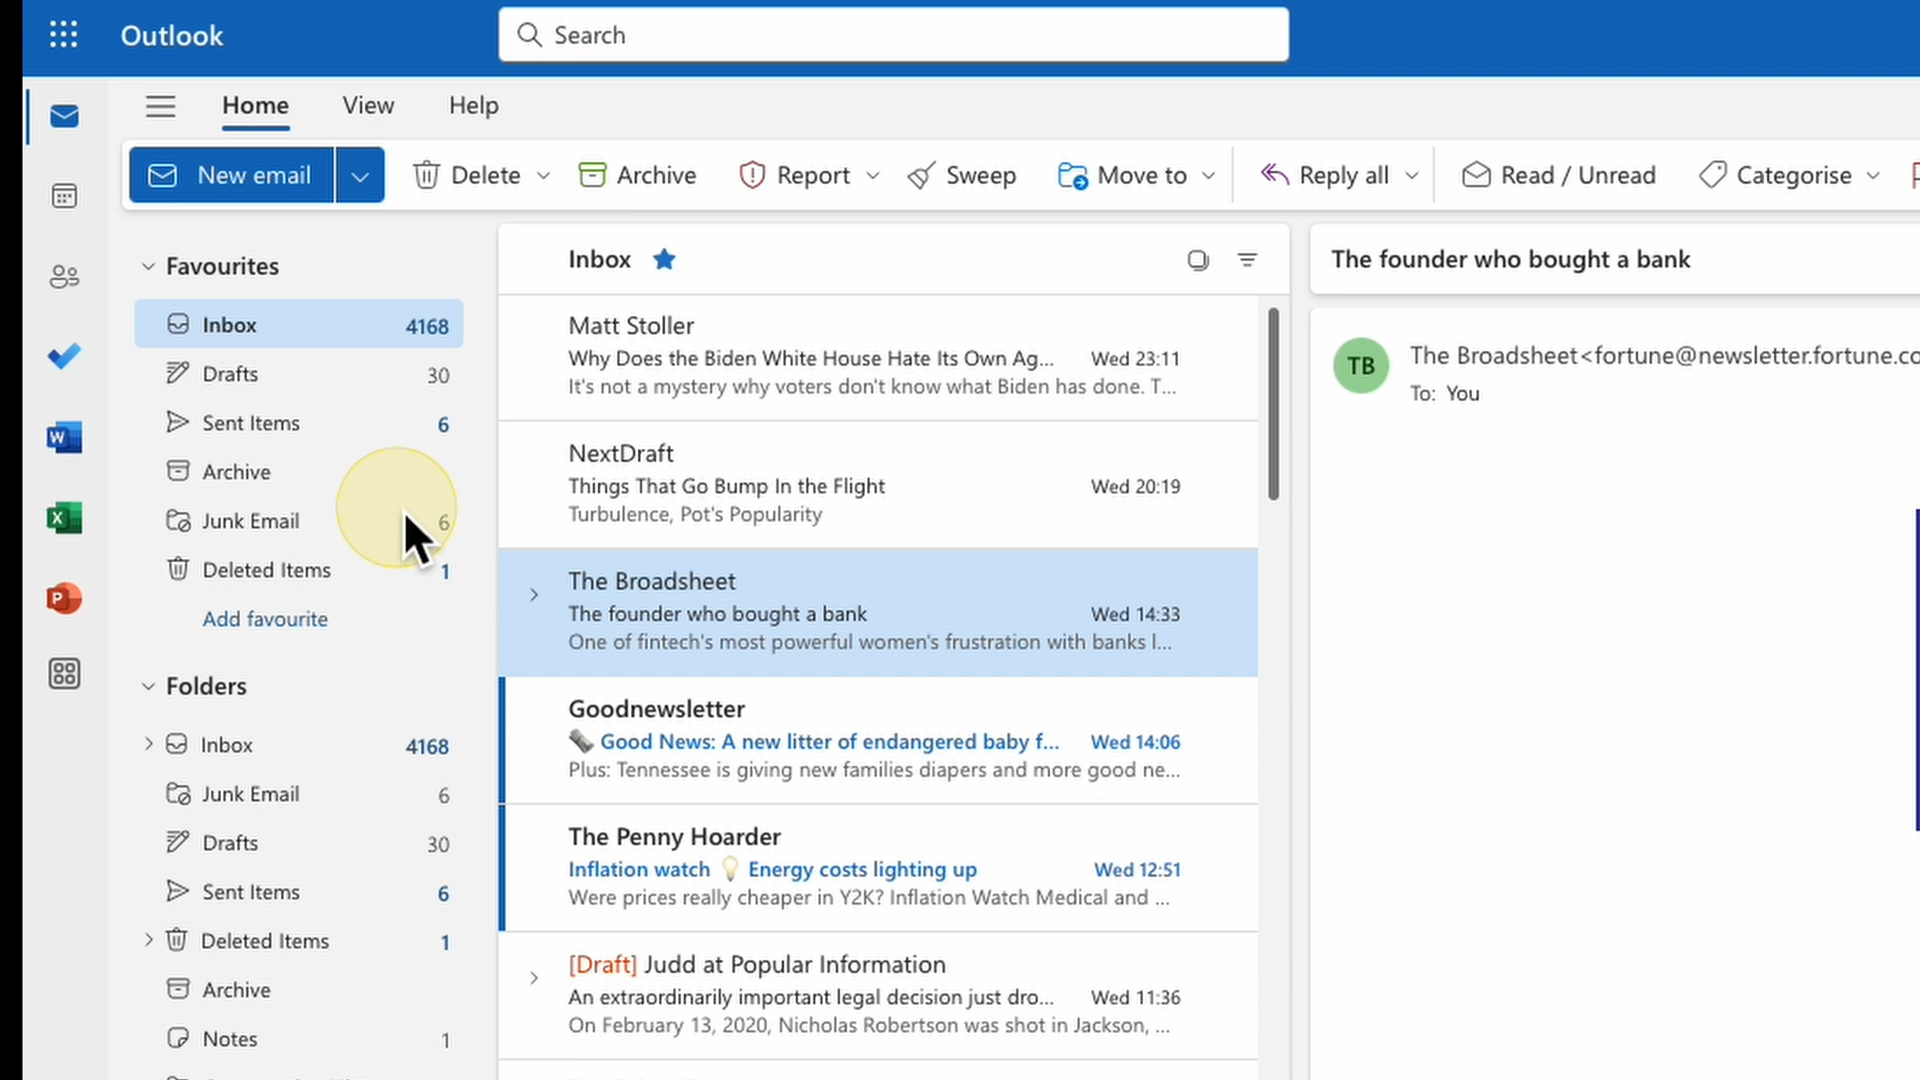 Outlook
Search
Home View Help
New email Delete Archive Report Sweep Move to Reply all Read / Unread Categorise
Favourites
Inbox 4168
Drafts 30
Sent Items 6
Archive
Junk Email 6
Deleted Items 1
Add favourite
Folders
Inbox 4168
Junk Email 6
Drafts 30
Sent Items 6
Deleted Items 1
Archive
Notes 1
Inbox
Matt Stoller
Why Does the Biden White House Hate Its Own Ag... Wed 23:11
It's not a mystery why voters don't know what Biden has done. T...
NextDraft
Things That Go Bump In the Flight Wed 20:19
Turbulence, Pot's Popularity
The Broadsheet
The founder who bought a bank Wed 14:33
One of fintech's most powerful women's frustration with banks l...
Goodnewsletter
Good News: A new litter of endangered baby f... Wed 14:06
Plus: Tennessee is giving new families diapers and more good ne...
The Penny Hoarder
Inflation watch 💡 Energy costs lighting up Wed 12:51
Were prices really cheaper in Y2K? Inflation Watch Medical and ...
[Draft] Judd at Popular Information
An extraordinarily important legal decision just dro... Wed 11:36
On February 13, 2020, Nicholas Robertson was shot in Jackson, ...
The founder who bought a bank
TB
The Broadsheet<fortune@newsletter.fortune.co
To: You